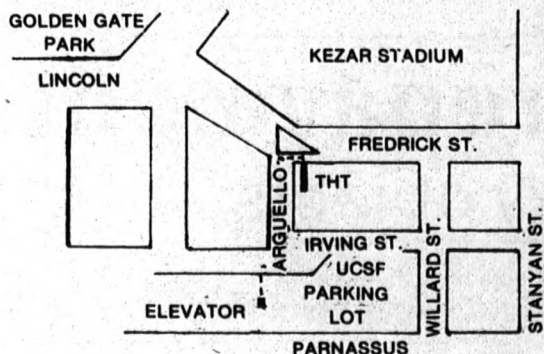 GOLDEN GATE
PARK
LINCOLN
KEZAR STADIUM
FREDRICK ST.
THT
ARGUELLO
IRVING ST.
UCSF
PARKING
LOT
ELEVATOR
WILLARD ST.
STANYAN ST.
PARNASSUS